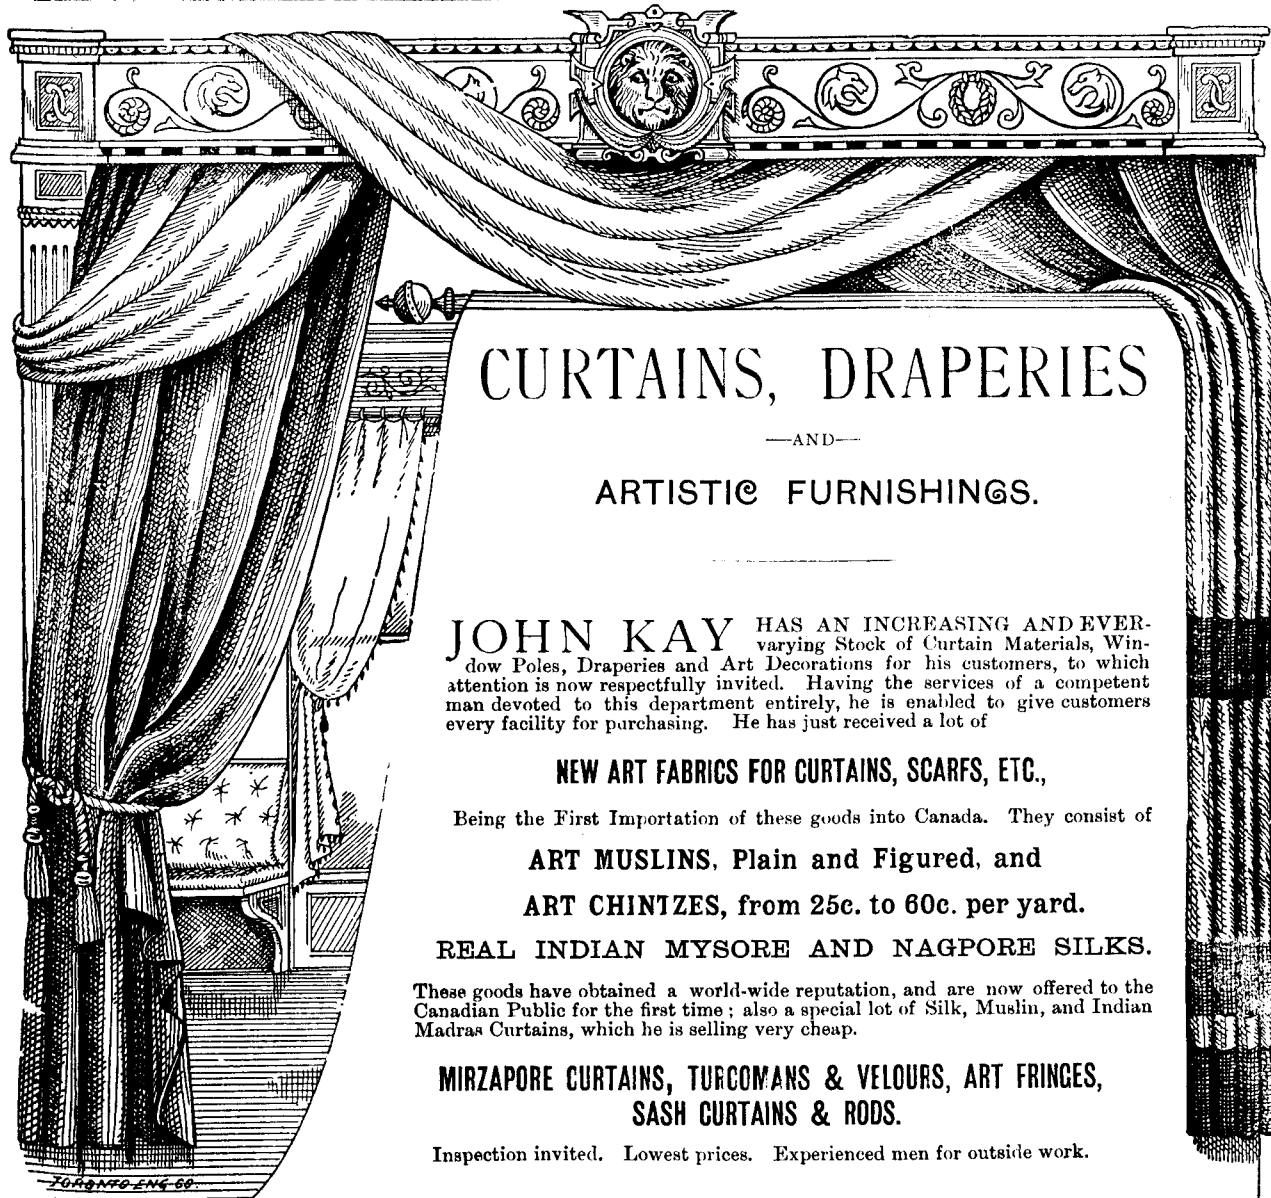 CURTAINS, DRAPERIES
—AND—
ARTISTIC FURNISHINGS.
JOHN KAY HAS AN INCREASING AND EVER-
varying Stock of Curtain Materials, Win-
dow Poles, Draperies and Art Decorations for his customers, to which
attention is now respectfully invited. Having the services of a competent
man devoted to this department entirely, he is enabled to give customers
every facility for purchasing. He has just received a lot of
NEW ART FABRICS FOR CURTAINS, SCARFS, ETC.,
Being the First Importation of these goods into Canada. They consist of
ART MUSLINS, Plain and Figured, and
ART CHINTZES, from 25c. to 60c. per yard.
REAL INDIAN MYSORE AND NAGPORE SILKS.
These goods have obtained a world-wide reputation, and are now offered to the
Canadian Public for the first time; also a special lot of Silk, Muslin, and Indian
Madras Curtains, which he is selling very cheap.
MIRZAPORE CURTAINS, TURCOMANS & VELOURS, ART FRINGES,
SASH CURTAINS & RODS.
Inspection invited. Lowest prices. Experienced men for outside work.
TORONTO ENG CO.